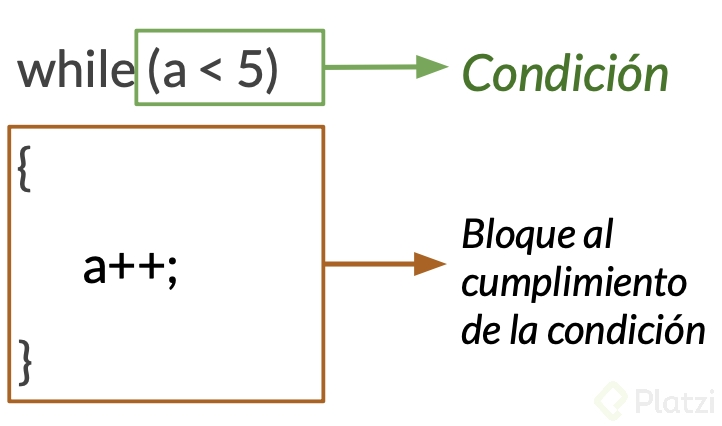 while (a < 5)
Condición
{
a++;
}
Bloque al
cumplimiento
de la condición
Platzi